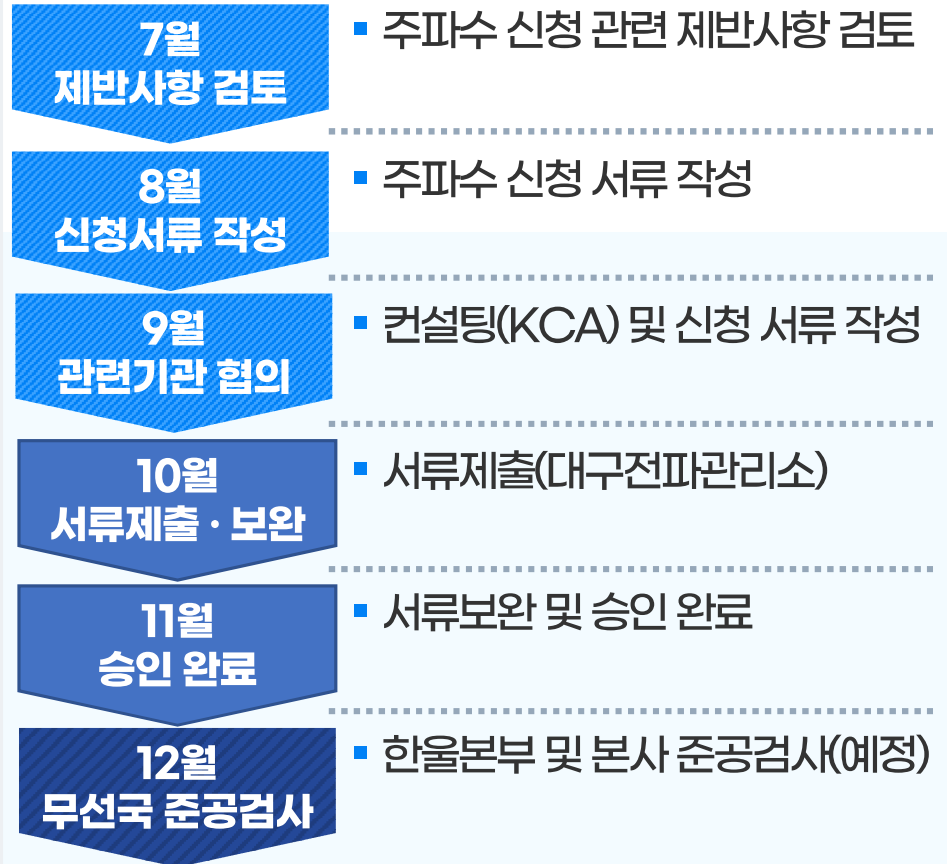 7월
제반사항 검토
주파수 신청 관련 제반사항 검토
8월
신청서류 작성
주파수 신청 서류 작성
9월
관련기관 협의
컨설팅(KCA) 및 신청 서류 작성
10월
서류제출 · 보완
서류제출(대구전파관리소)
11월
승인 완료
서류보완 및 승인 완료
12월
무선국 준공검사
한울본부 및 본사 준공검사(예정)